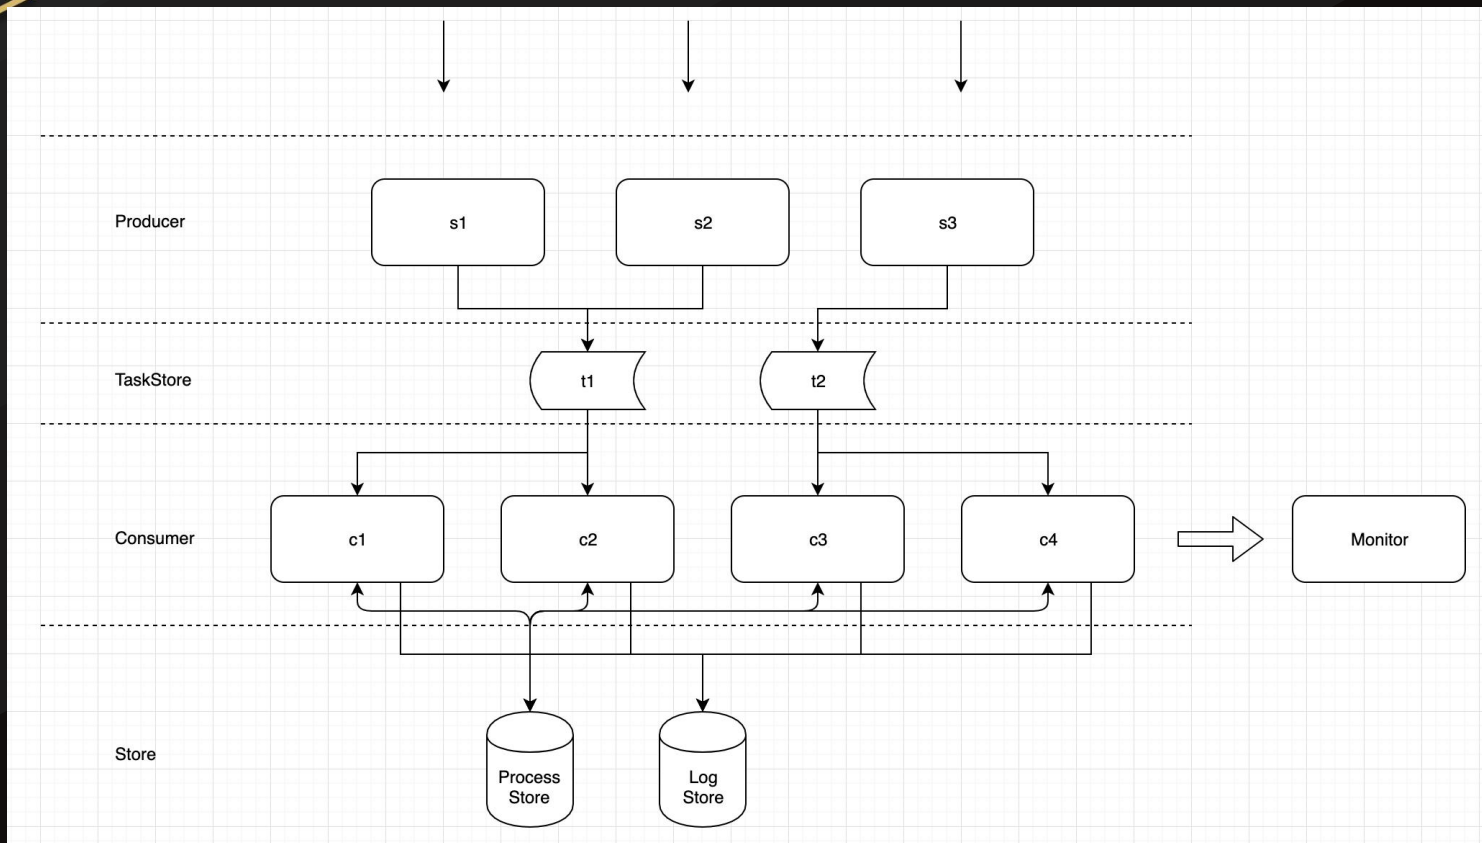 Producer
s1
s2
s3
TaskStore
t1
t2
Consumer
c1
c2
c3
c4
Monitor
Store
Process
Store
Log
Store